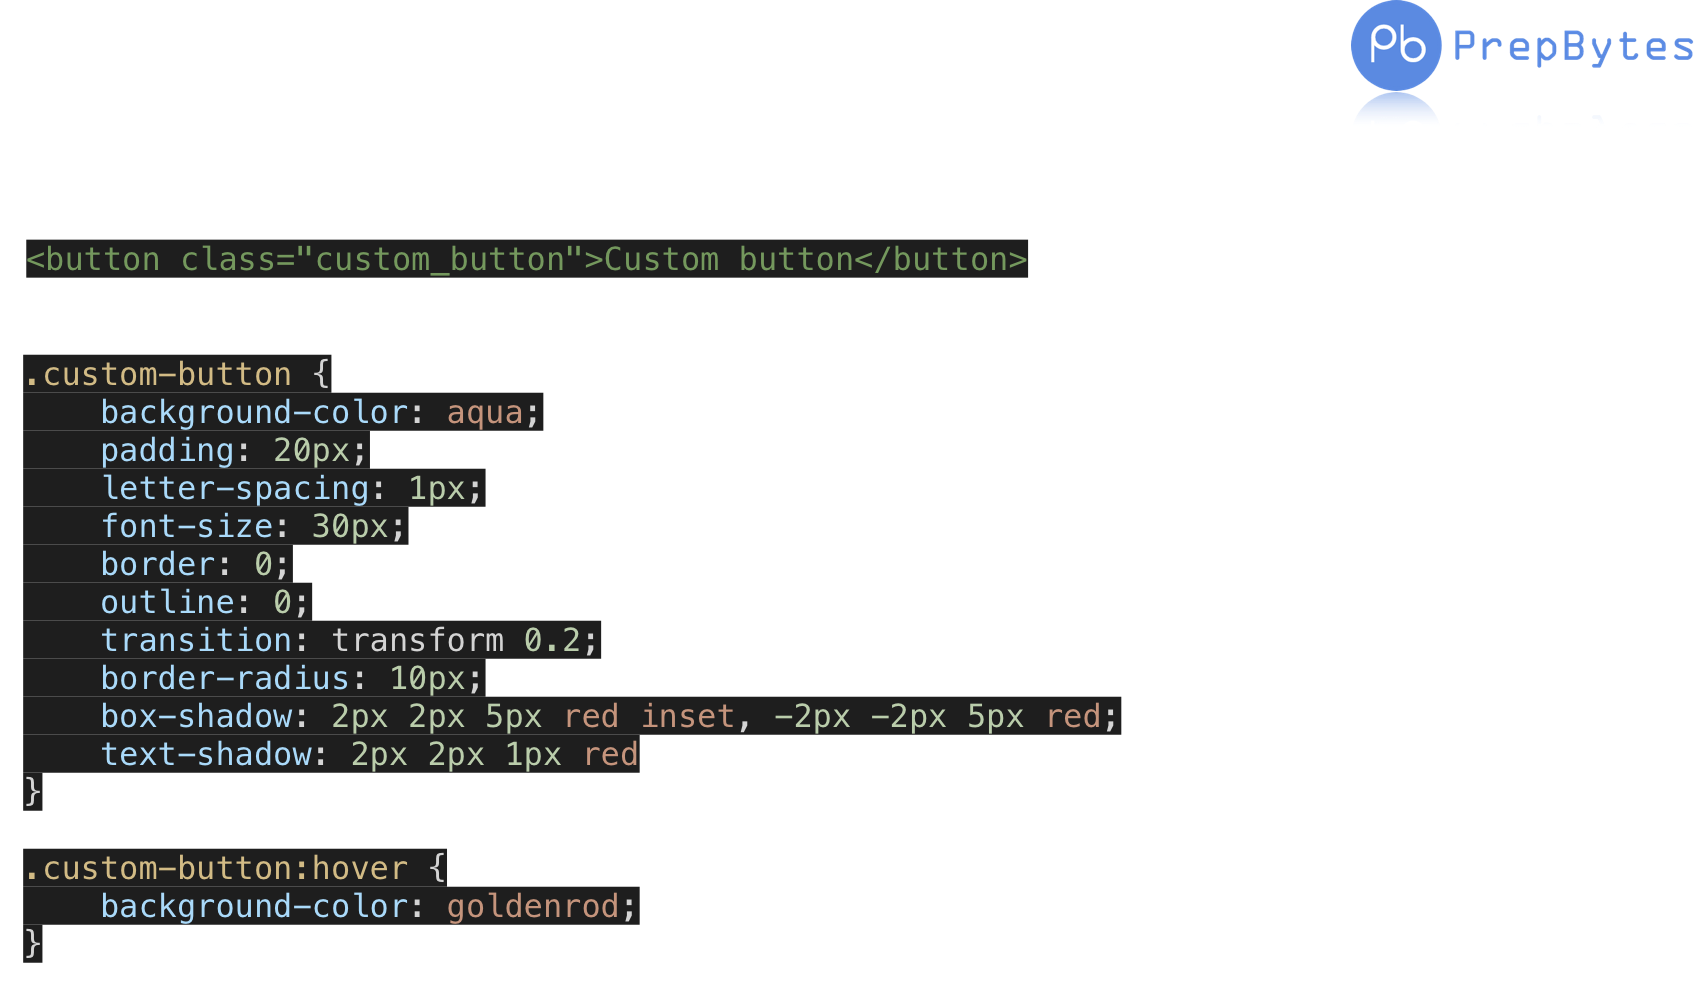 Pb PrepBytes
<button class="custom_button">Custom button</button>
.custom-button {
    background-color: aqua;
    padding: 20px;
    letter-spacing: 1px;
    font-size: 30px;
    border: 0;
    outline: 0;
    transition: transform 0.2;
    border-radius: 10px;
    box-shadow: 2px 2px 5px red inset, -2px -2px 5px red;
    text-shadow: 2px 2px 1px red
}
.custom-button:hover {
    background-color: goldenrod;
}